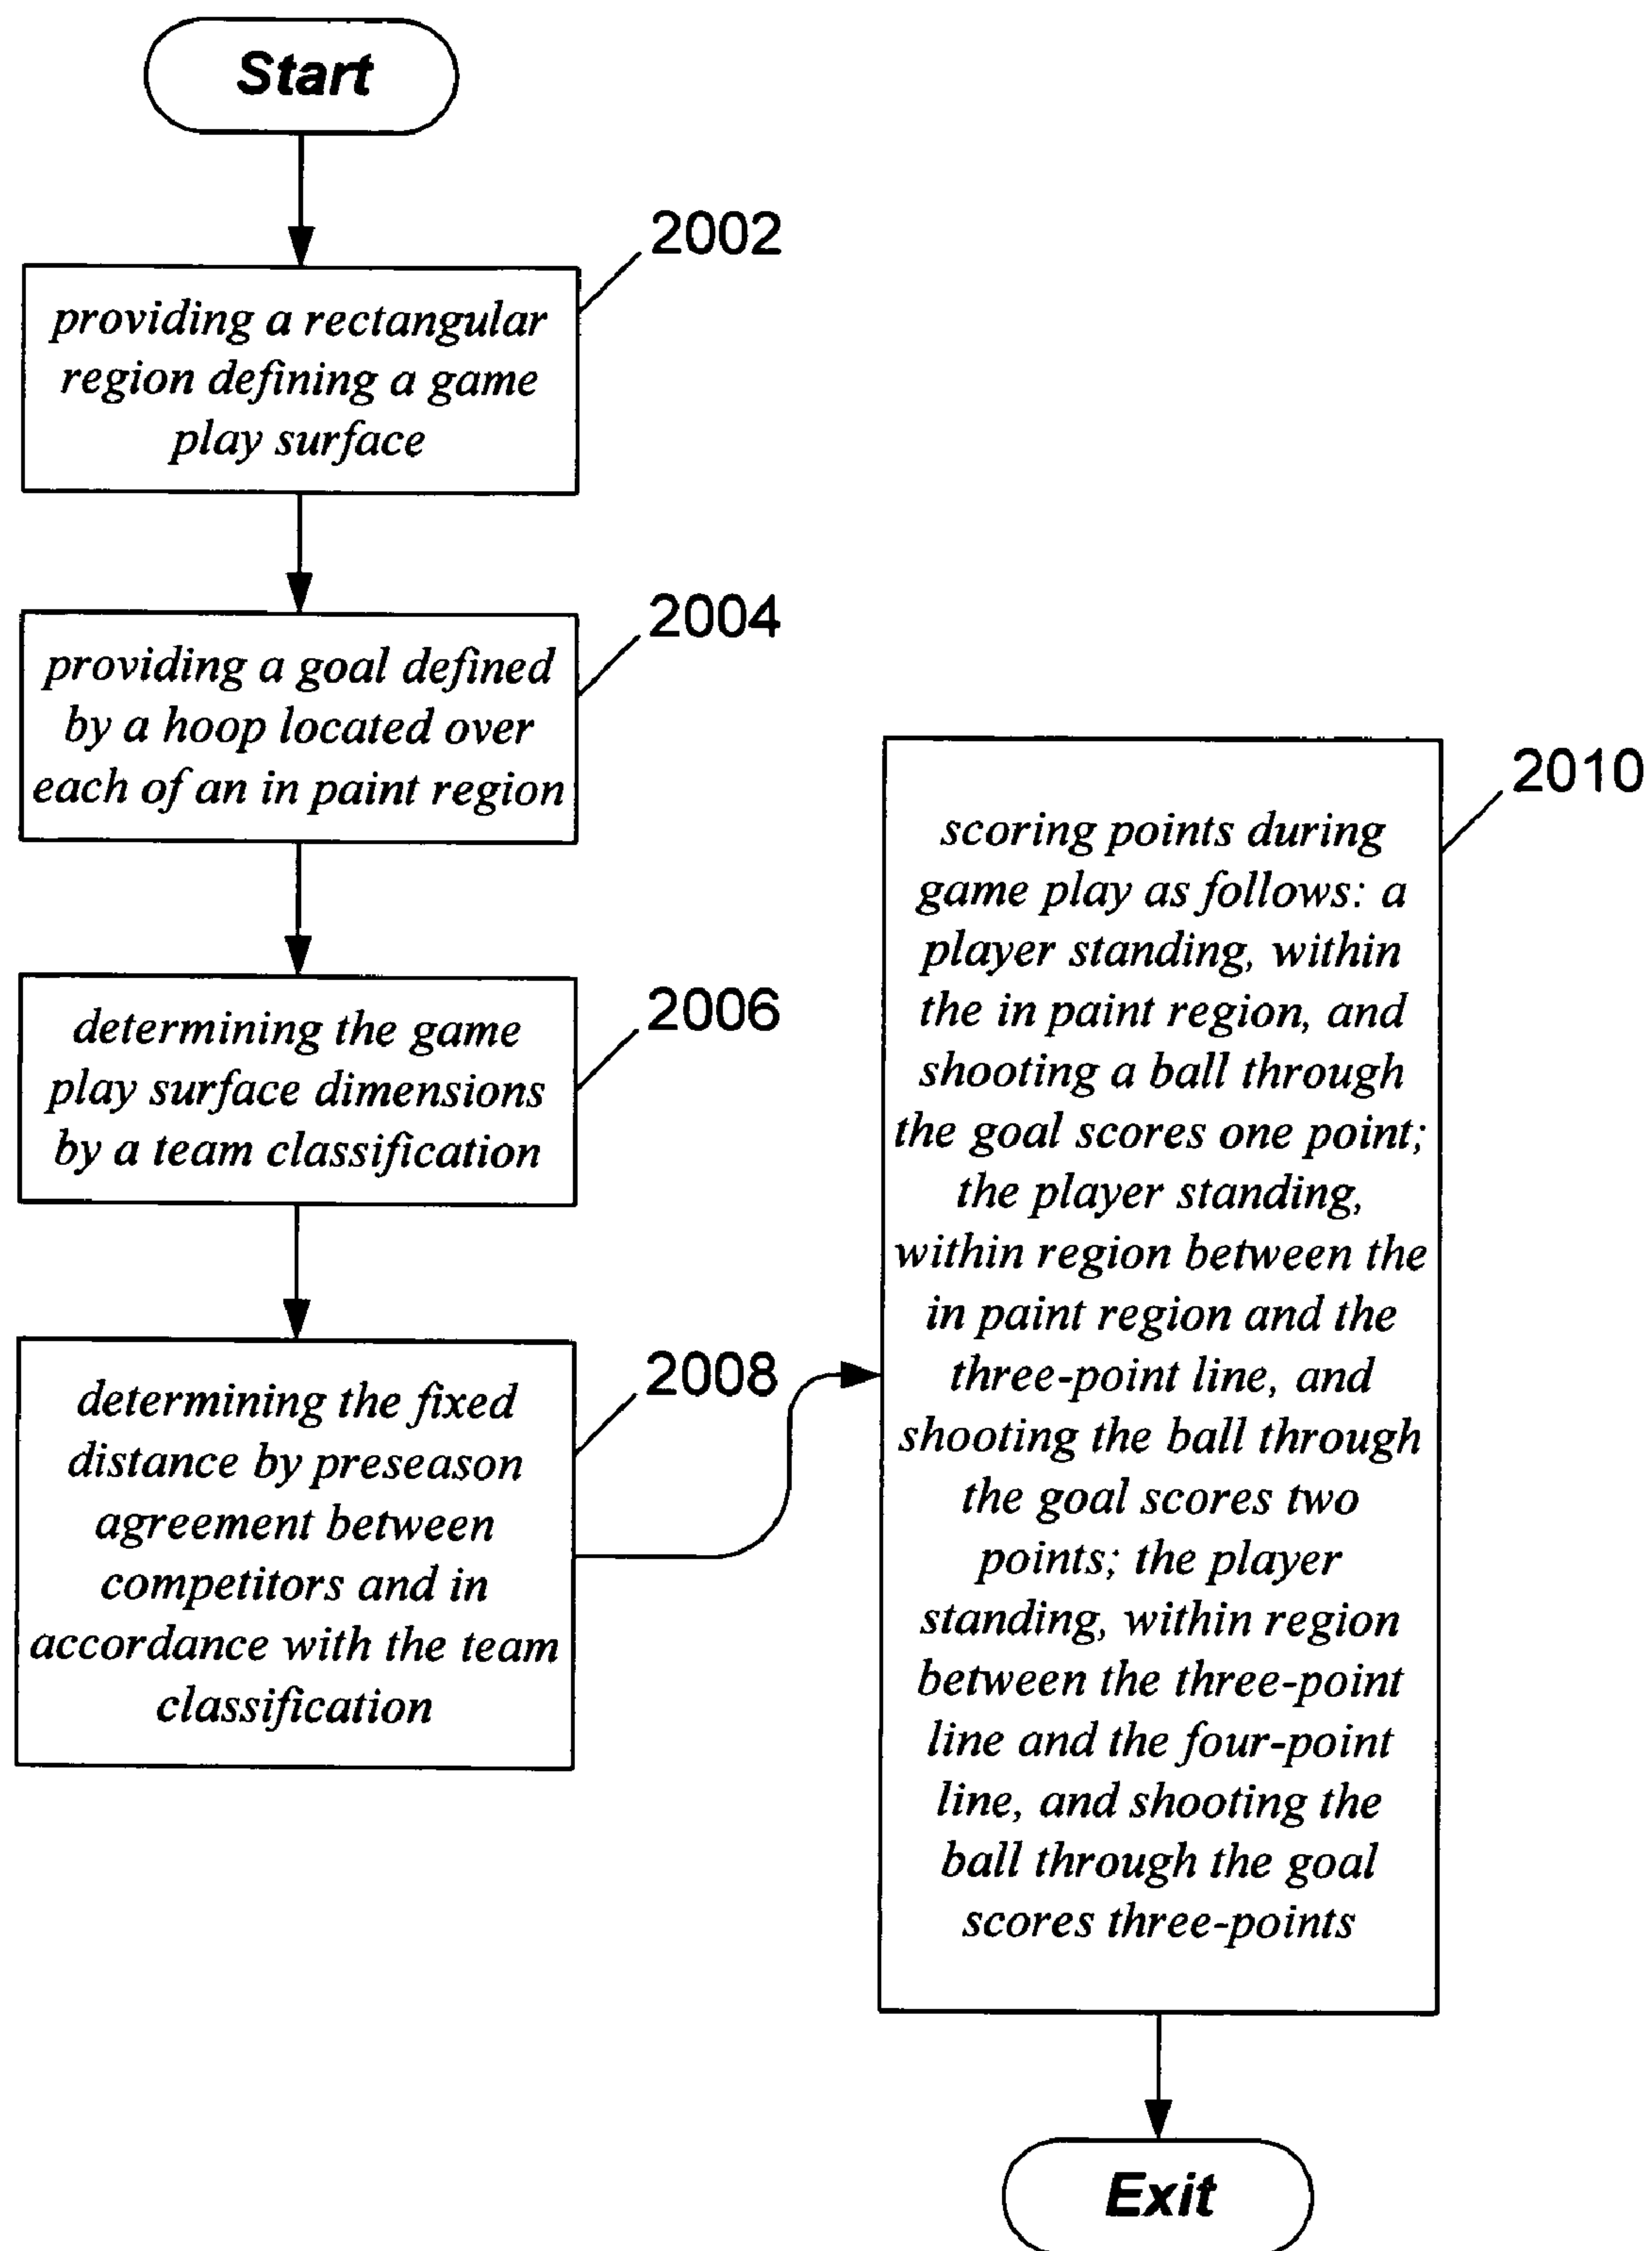 Start
2002
providing a rectangular
region defining a game
play surface
2004
providing a goal defined
by a hoop located over
each of an in paint region
2006
determining the game
play surface dimensions
by a team classification
2008
determining the fixed
distance by preseason
agreement between
competitors and in
accordance with the team
classification
2010
scoring points during
game play as follows: a
player standing, within
the in paint region, and
shooting a ball through
the goal scores one point;
the player standing,
within region between the
in paint region and the
three-point line, and
shooting the ball through
the goal scores two
points; the player
standing, within region
between the three-point
line and the four-point
line, and shooting the
ball through the goal
scores three-points
Exit